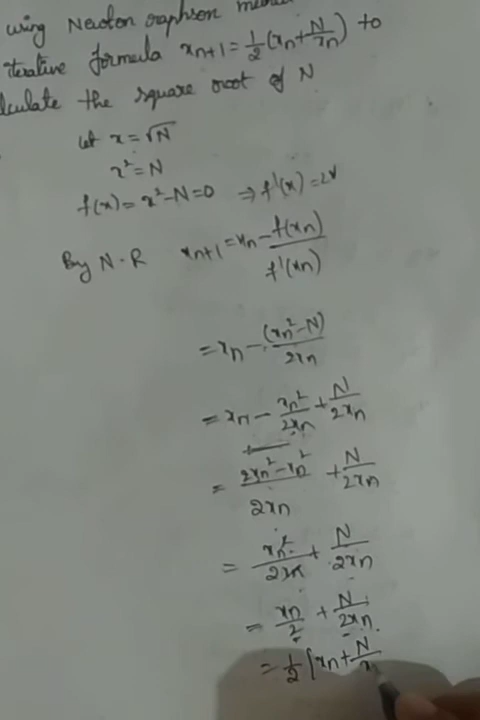 using Newton raphson
iterative formula xn+1 = 1/2 (xn + N/xn) to
calculate the square root of N
let x = √N
x² = N
f(x) = x² - N = 0 ⇒ f'(x) = 2x
By N-R xn+1 = xn - f(xn)/f'(xn)
= xn - (xn² - N)/2xn
= xn - xn²/2xn + N/2xn
= (2xn² - xn²)/2xn + N/2xn
= xn²/2xn + N/2xn
= xn/2 + N/2xn
= 1/2 [xn + N/x